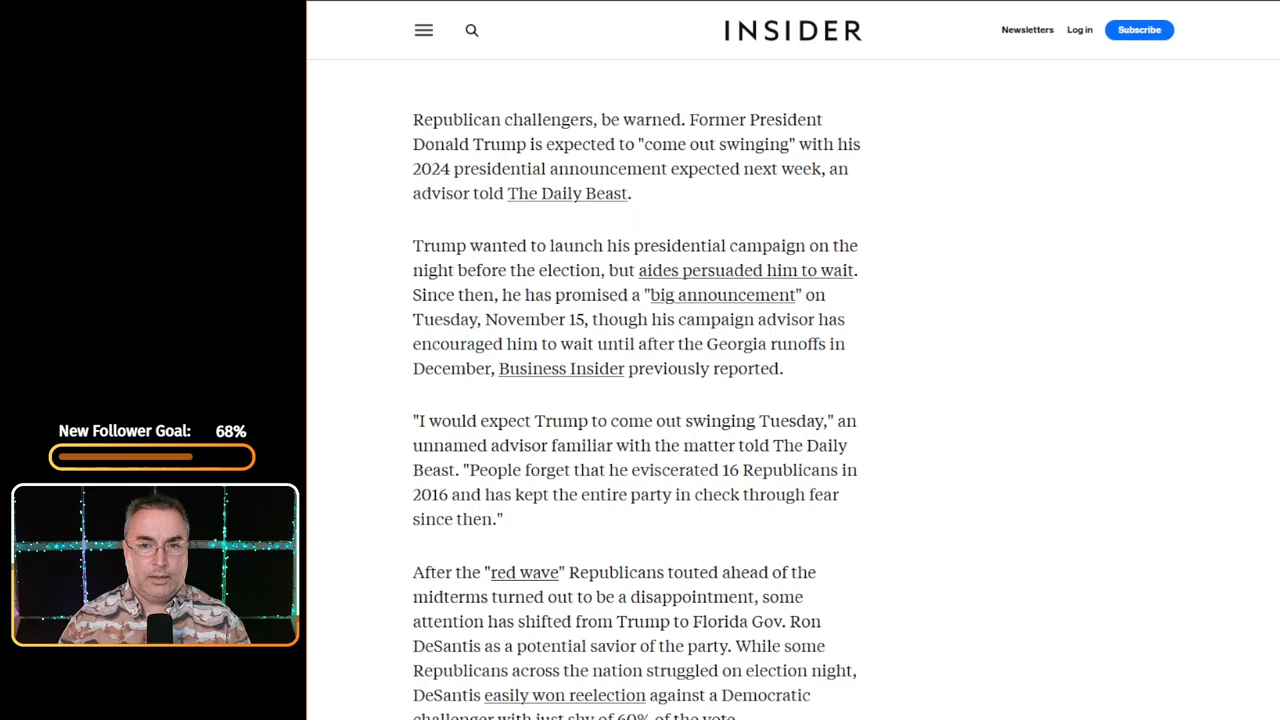 INSIDER
Newsletters Log in Subscribe
Republican challengers, be warned. Former President
Donald Trump is expected to "come out swinging" with his
2024 presidential announcement expected next week, an
advisor told The Daily Beast.
Trump wanted to launch his presidential campaign on the
night before the election, but aides persuaded him to wait.
Since then, he has promised a "big announcement" on
Tuesday, November 15, though his campaign advisor has
encouraged him to wait until after the Georgia runoffs in
December, Business Insider previously reported.
"I would expect Trump to come out swinging Tuesday," an
unnamed advisor familiar with the matter told The Daily
Beast. "People forget that he eviscerated 16 Republicans in
2016 and has kept the entire party in check through fear
since then."
After the "red wave" Republicans touted ahead of the
midterms turned out to be a disappointment, some
attention has shifted from Trump to Florida Gov. Ron
DeSantis as a potential savior of the party. While some
Republicans across the nation struggled on election night,
DeSantis easily won reelection against a Democratic
challenger with just shy of 60% of the vote.
New Follower Goal: 68%